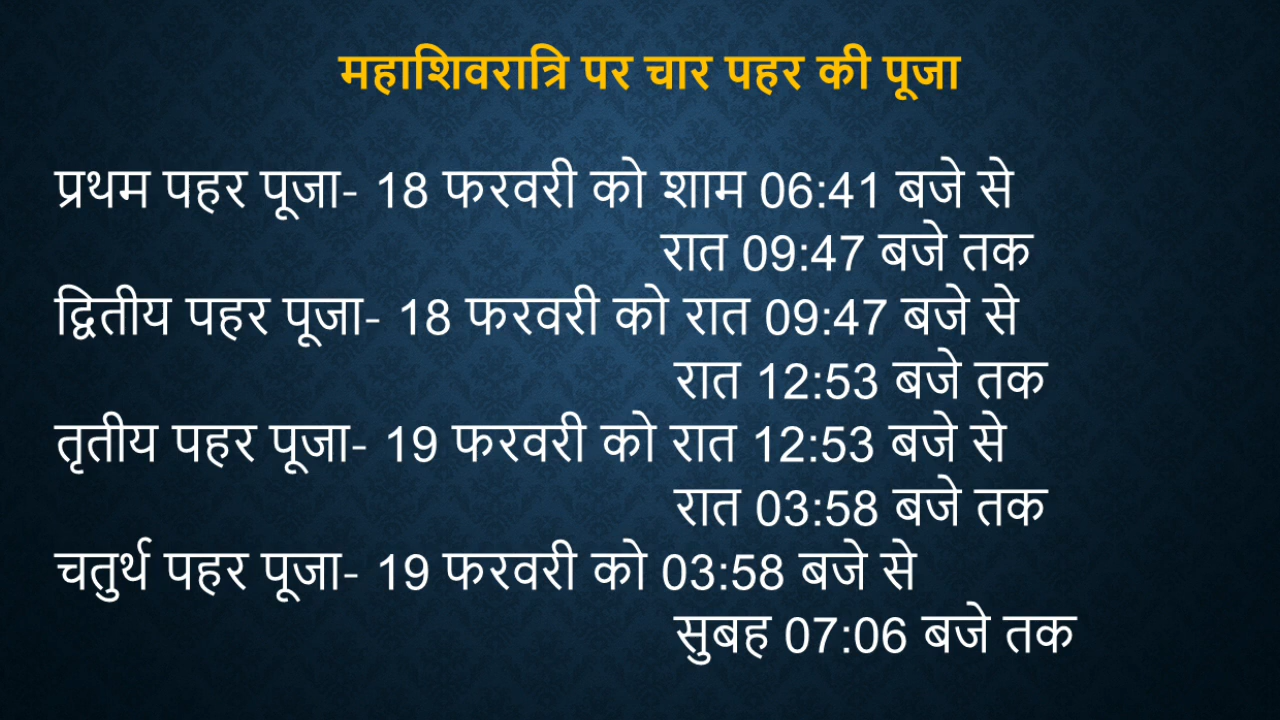 महाशिवरात्रि पर चार पहर की पूजा
प्रथम पहर पूजा- 18 फरवरी को शाम 06:41 बजे से
रात 09:47 बजे तक
द्वितीय पहर पूजा- 18 फरवरी को रात 09:47 बजे से
रात 12:53 बजे तक
तृतीय पहर पूजा- 19 फरवरी को रात 12:53 बजे से
रात 03:58 बजे तक
चतुर्थ पहर पूजा- 19 फरवरी को 03:58 बजे से
सुबह 07:06 बजे तक